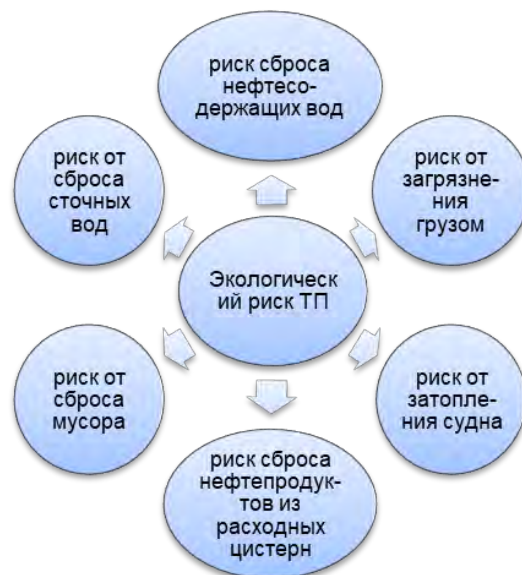 риск сброса
нефтесо-
держащих вод
риск от
сброса
сточных
вод
риск от
загрязне-
ния
грузом
Экологическ
ий риск ТП
риск от
сброса
мусора
риск от
затопле-
ния судна
риск сброса
нефтепродук-
тов из
расходных
цистерн